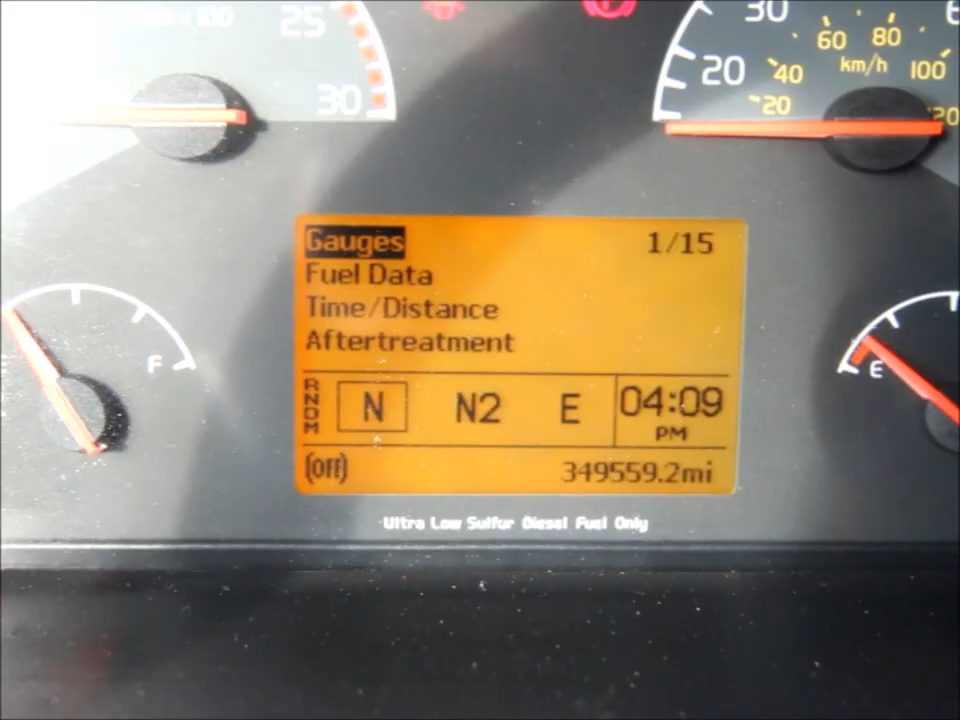 x 100
25
30
30
20
60 80
km/h
40
100
20
Gauges 1/15
Fuel Data
Time/Distance
Aftertreatment
R
N
D
M
N N2 E 04:09
PM
(OFF) 349559.2mi
F
E
Ultra Low Sulfur Diesel Fuel Only